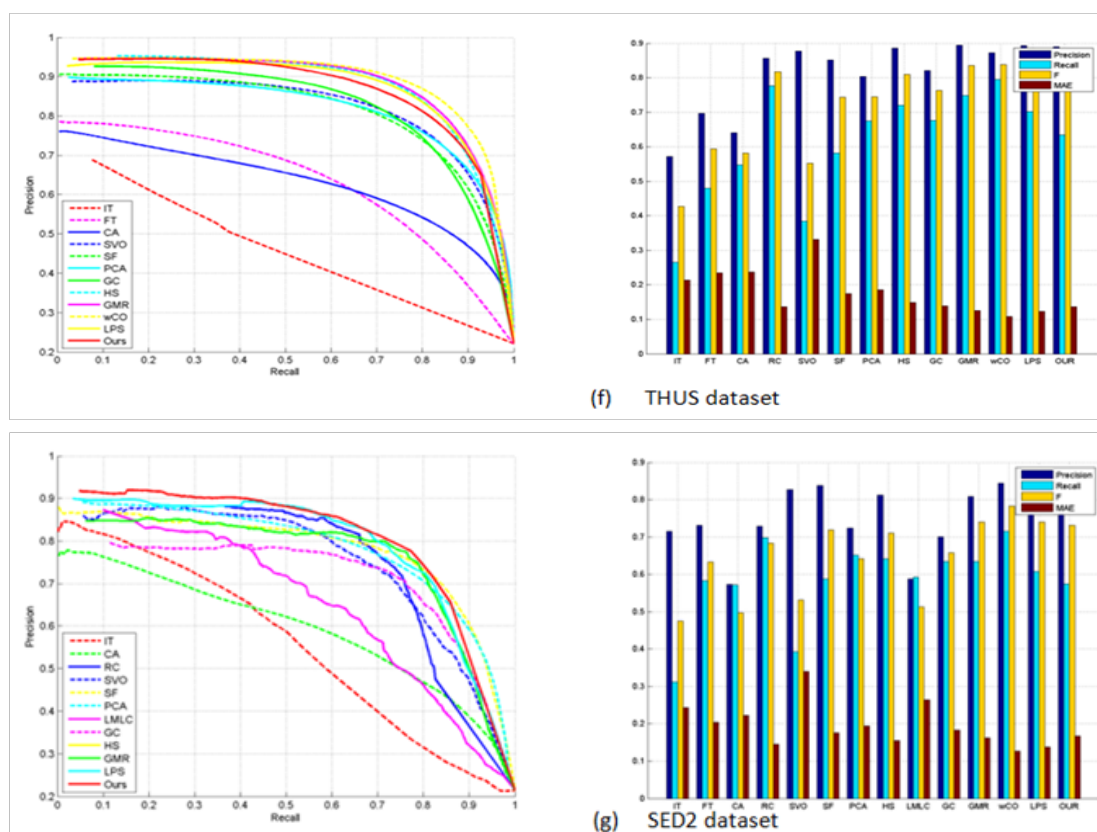 1
0.9
0.8
0.7
0.6
0.5
0.4
0.3
0.2
Precision
IT
FT
CA
SVO
SF
PCA
GC
HS
GMR
wCO
LPS
Ours
0 0.1 0.2 0.3 0.4 0.5 0.6 0.7 0.8 0.9 1
Recall
0.9
0.8
0.7
0.6
0.5
0.4
0.3
0.2
0.1
0
Precision
Recall
F
MAE
IT FT CA RC SVO SF PCA HS GC GMR wCO LPS OUR
(f) THUS dataset
1
0.9
0.8
0.7
0.6
0.5
0.4
0.3
0.2
Precision
IT
CA
RC
SVO
SF
PCA
LMLC
GC
HS
GMR
LPS
Ours
0 0.1 0.2 0.3 0.4 0.5 0.6 0.7 0.8 0.9 1
Recall
0.9
0.8
0.7
0.6
0.5
0.4
0.3
0.2
0.1
0
Precision
Recall
F
MAE
IT FT CA RC SVO SF PCA HS LMLC GC GMR wCO LPS OUR
(g) SED2 dataset